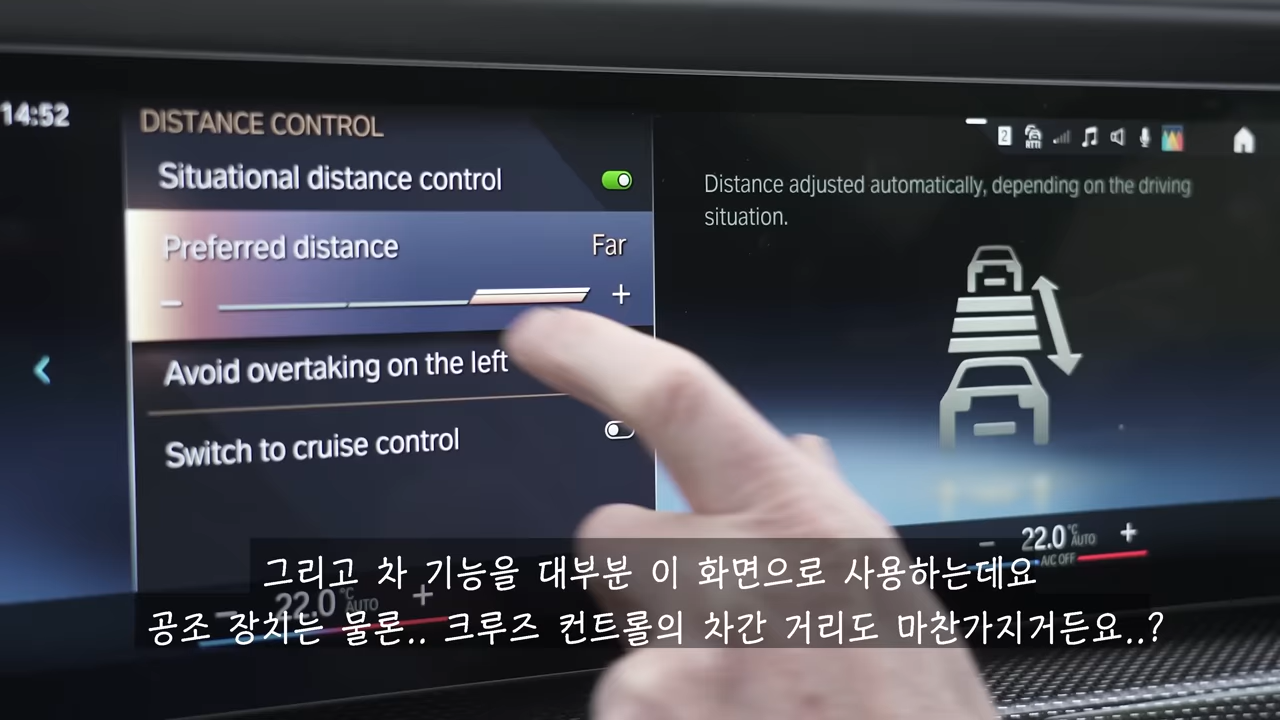 14:52
DISTANCE CONTROL
Situational distance control
Preferred distance
Far
- +
Avoid overtaking on the left
Switch to cruise control
2
RTTI
Distance adjusted automatically, depending on the driving
situation.
- 22.0 °C AUTO +
A/C OFF
- 22.0 °C AUTO +
그리고 차 기능을 대부분 이 화면으로 사용하는데요
공조 장치는 물론.. 크루즈 컨트롤의 차간 거리도 마찬가지거든요..?